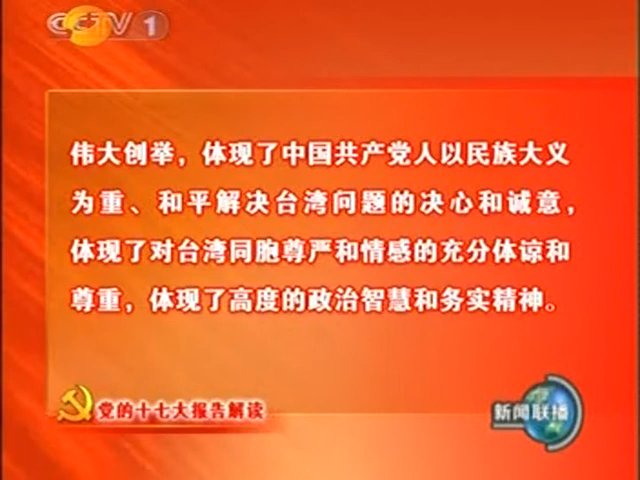 CCTV 1
伟大创举，体现了中国共产党人以民族大义
为重、和平解决台湾问题的决心和诚意，
体现了对台湾同胞尊严和情感的充分体谅和
尊重，体现了高度的政治智慧和务实精神。
党的十七大报告解读
新闻联播